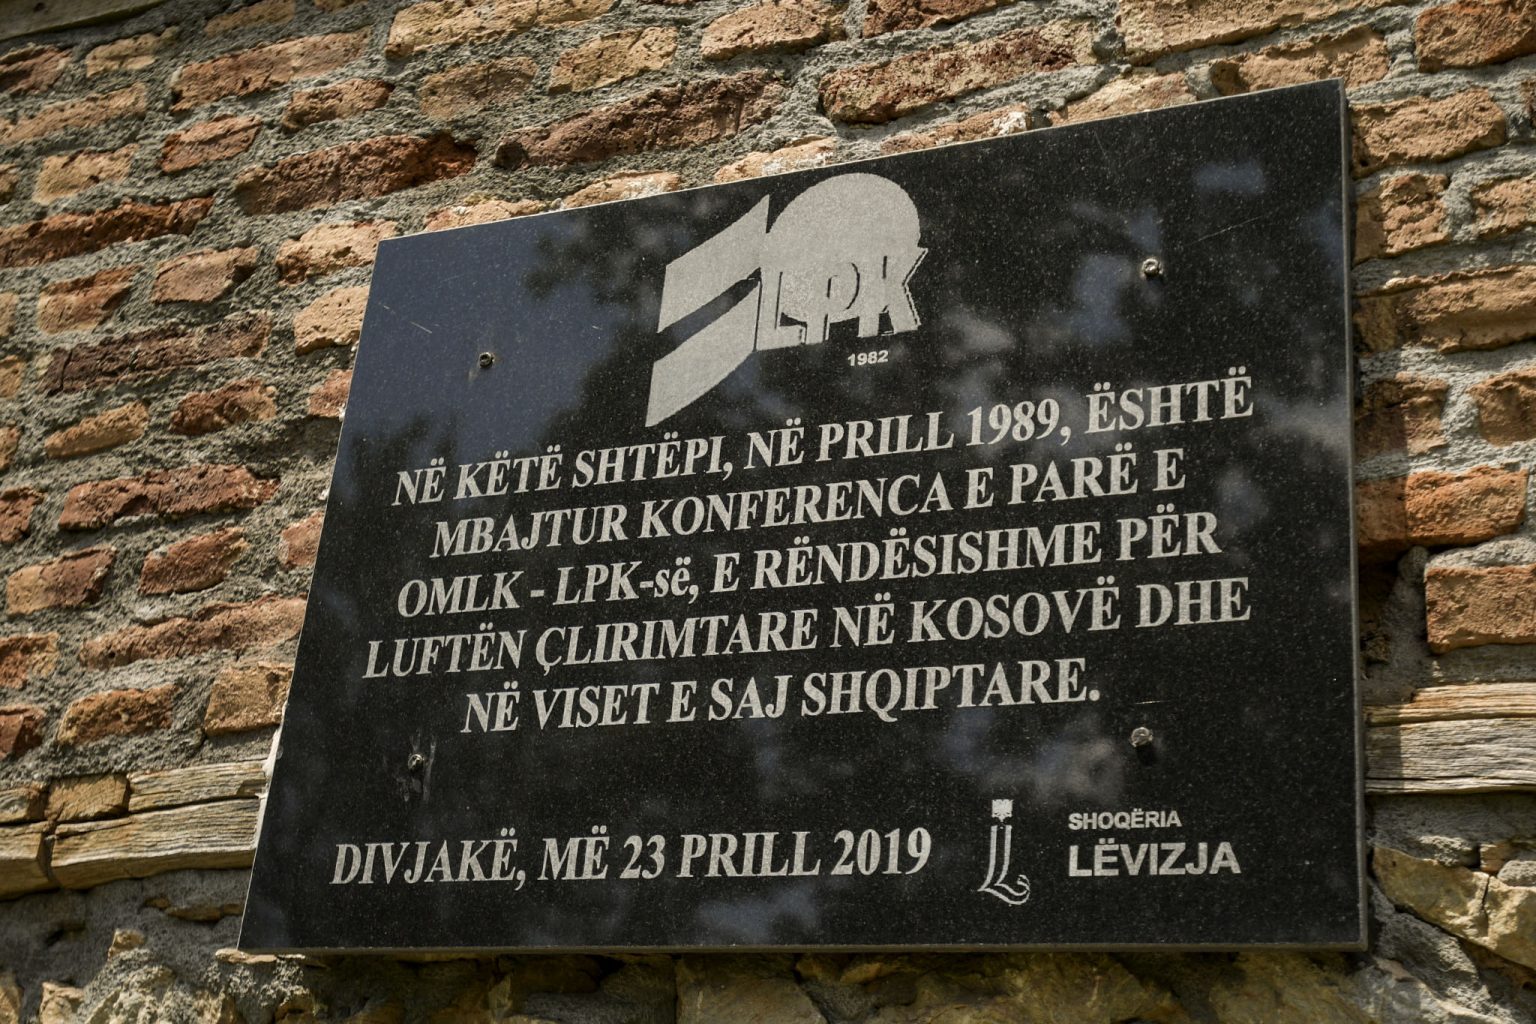 LPK
1982
NË KËTË SHTËPI, NË PRILL 1989, ËSHTË
MBAJTUR KONFERENCA E PARË E
OMLK - LPK-së, E RËNDËSISHME PËR
LUFTËN ÇLIRIMTARE NË KOSOVË DHE
NË VISET E SAJ SHQIPTARE.
DIVJAKË, MË 23 PRILL 2019
SHOQËRIA
LËVIZJA